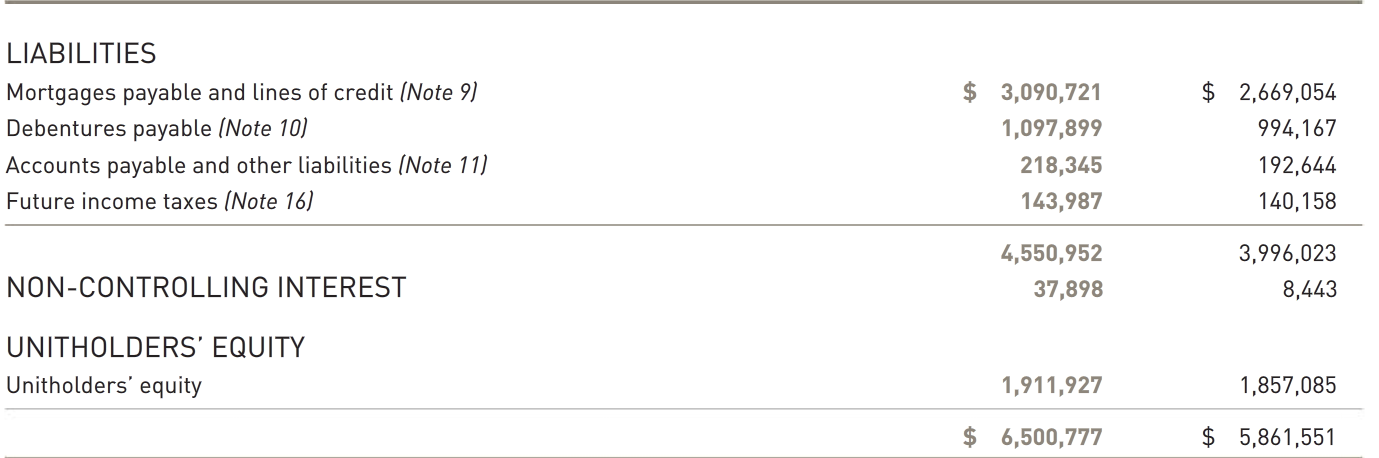 LIABILITIES
Mortgages payable and lines of credit (Note 9) $ 3,090,721 $ 2,669,054
Debentures payable (Note 10) 1,097,899 994,167
Accounts payable and other liabilities (Note 11) 218,345 192,644
Future income taxes (Note 16) 143,987 140,158
4,550,952 3,996,023
NON-CONTROLLING INTEREST 37,898 8,443
UNITHOLDERS’ EQUITY
Unitholders’ equity 1,911,927 1,857,085
$ 6,500,777 $ 5,861,551